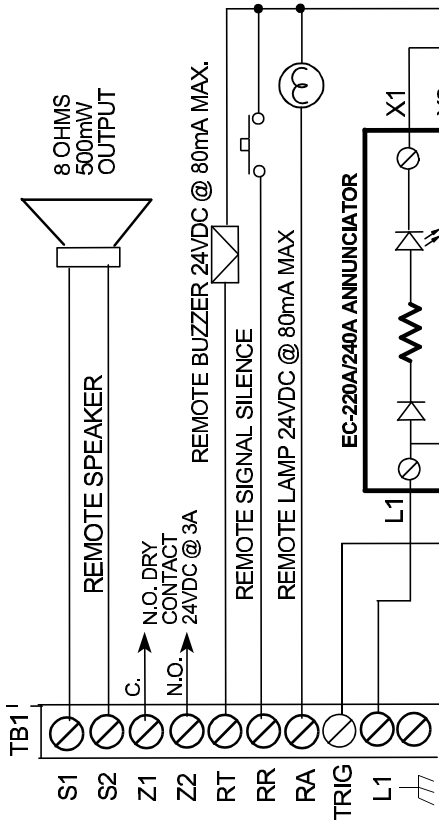 8 OHMS
500mW
OUTPUT
REMOTE SPEAKER
TB1
S1
S2
Z1
Z2
RT
RR
RA
TRIG
L1
C.
N.O. DRY
CONTACT
24VDC @ 3A
N.O.
REMOTE BUZZER 24VDC @ 80mA MAX.
REMOTE SIGNAL SILENCE
REMOTE LAMP 24VDC @ 80mA MAX
EC-220A/240A ANNUNCIATOR
L1
X1